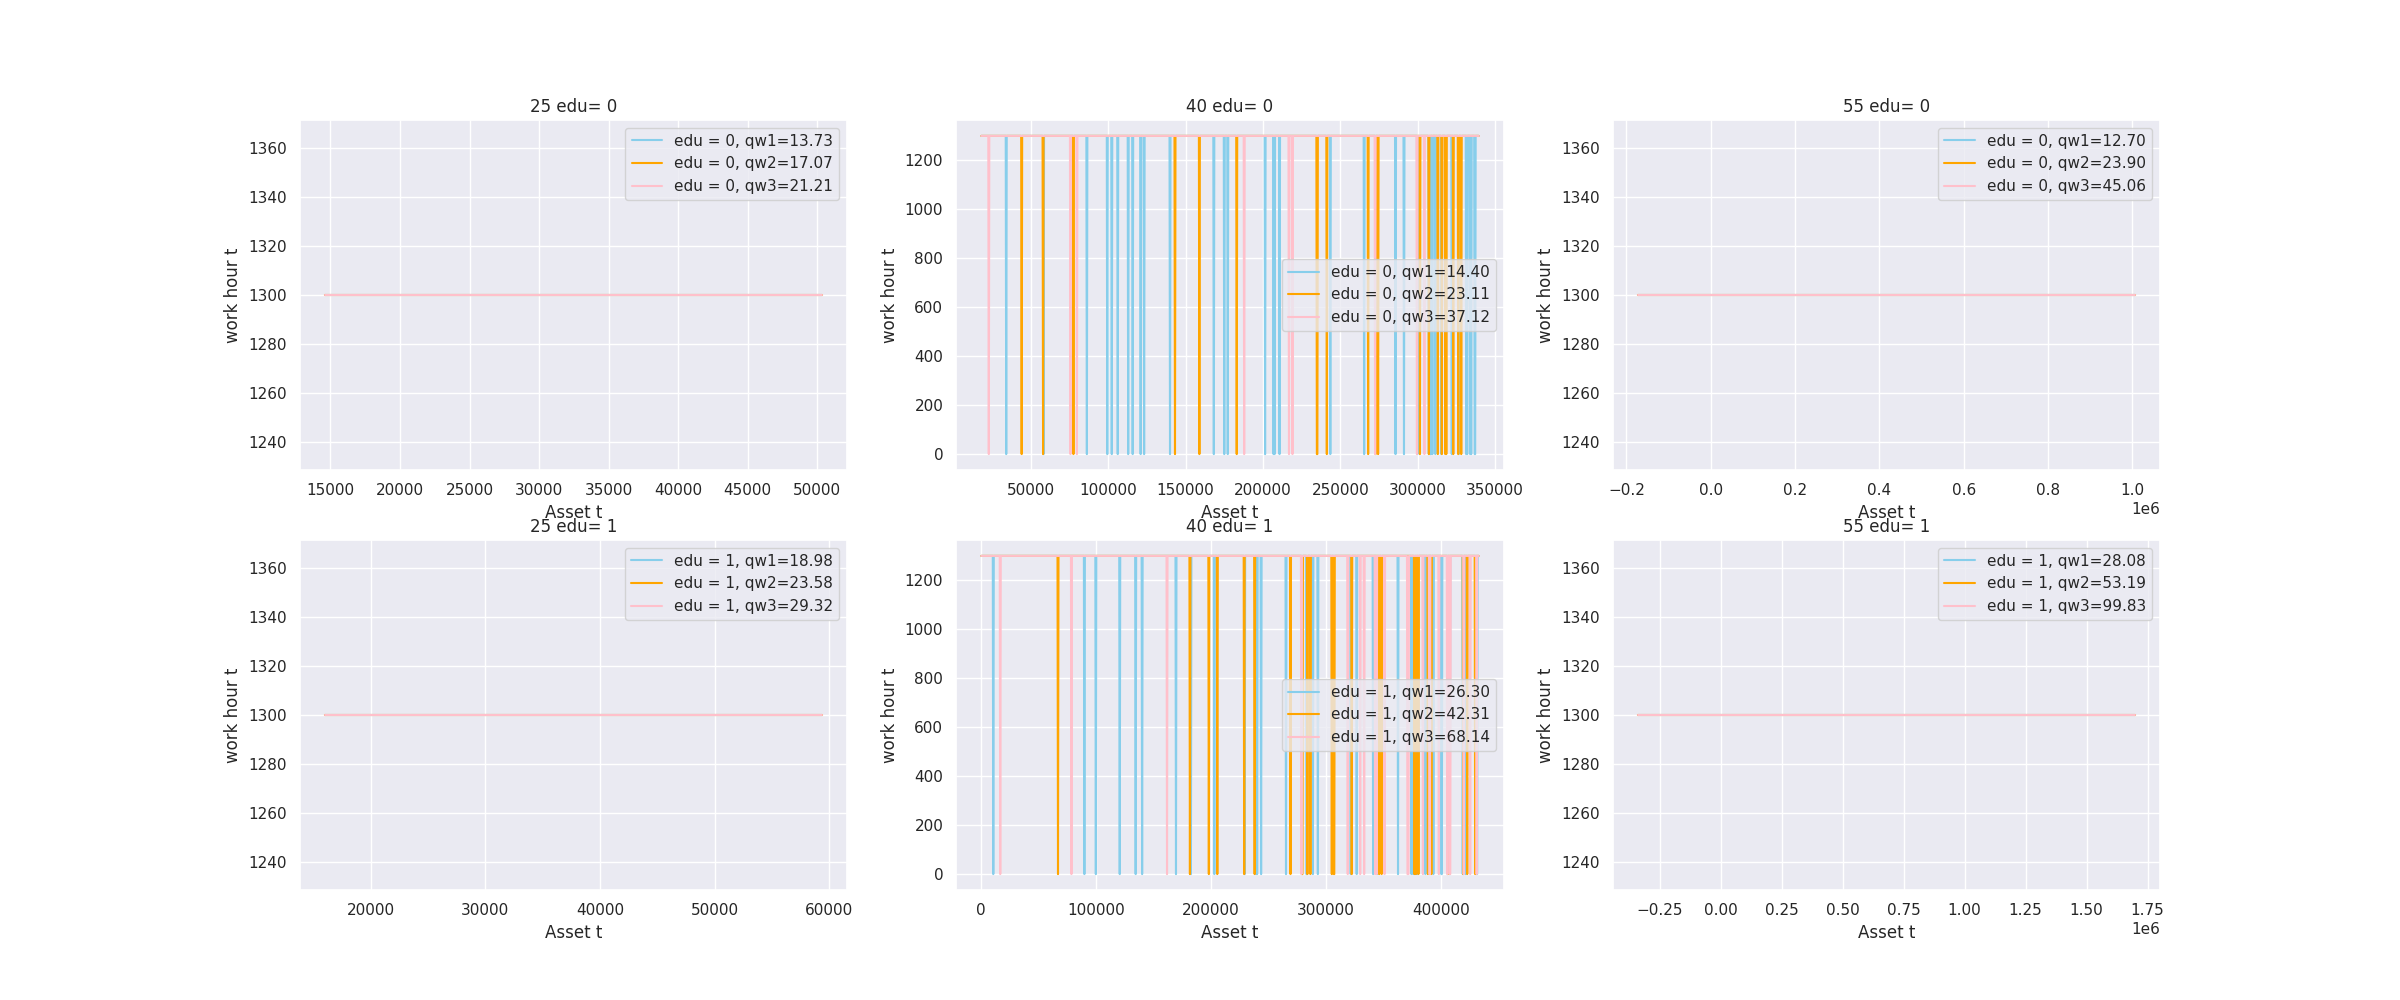 25 edu= 0
work hour t
1360
1340
1320
1300
1280
1260
1240
edu = 0, qw1=13.73
edu = 0, qw2=17.07
edu = 0, qw3=21.21
15000 20000 25000 30000 35000 40000 45000 50000
Asset t
40 edu= 0
work hour t
1200
1000
800
600
400
200
0
edu = 0, qw1=14.40
edu = 0, qw2=23.11
edu = 0, qw3=37.12
50000 100000 150000 200000 250000 300000 350000
Asset t
55 edu= 0
work hour t
1360
1340
1320
1300
1280
1260
1240
edu = 0, qw1=12.70
edu = 0, qw2=23.90
edu = 0, qw3=45.06
−0.2 0.0 0.2 0.4 0.6 0.8 1.0
1e6
Asset t
25 edu= 1
work hour t
1360
1340
1320
1300
1280
1260
1240
edu = 1, qw1=18.98
edu = 1, qw2=23.58
edu = 1, qw3=29.32
20000 30000 40000 50000 60000
Asset t
40 edu= 1
work hour t
1200
1000
800
600
400
200
0
edu = 1, qw1=26.30
edu = 1, qw2=42.31
edu = 1, qw3=68.14
0 100000 200000 300000 400000
Asset t
55 edu= 1
work hour t
1360
1340
1320
1300
1280
1260
1240
edu = 1, qw1=28.08
edu = 1, qw2=53.19
edu = 1, qw3=99.83
−0.25 0.00 0.25 0.50 0.75 1.00 1.25 1.50 1.75
1e6
Asset t